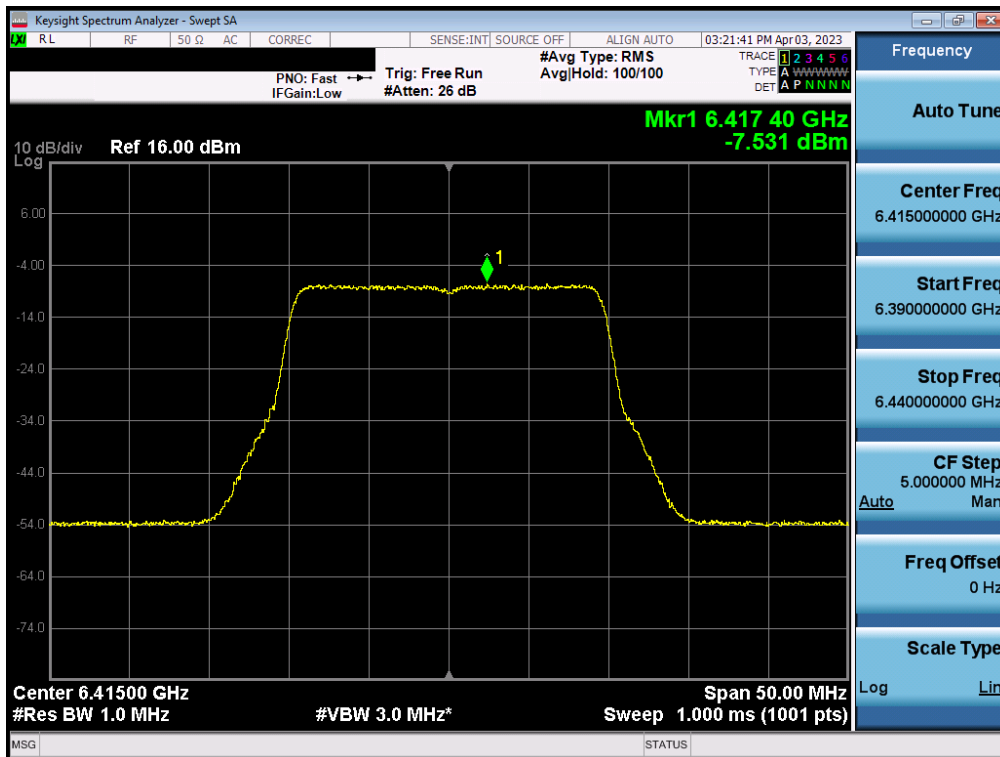 Keysight Spectrum Analyzer - Swept SA
LXI RL RF 50 Ω AC CORREC SENSE:INT SOURCE OFF ALIGN AUTO 03:21:41 PM Apr 03, 2023
PNO: Fast
IFGain:Low
Trig: Free Run
#Atten: 26 dB
#Avg Type: RMS
Avg|Hold: 100/100
TRACE 1 2 3 4 5 6
TYPE A WWWWW
DET A P N N N N
Mkr1 6.417 40 GHz
-7.531 dBm
10 dB/div Ref 16.00 dBm
Log
6.00
-4.00
-14.0
-24.0
-34.0
-44.0
-54.0
-64.0
-74.0
1
Center 6.41500 GHz Span 50.00 MHz
#Res BW 1.0 MHz #VBW 3.0 MHz* Sweep 1.000 ms (1001 pts)
MSG STATUS
Frequency
Auto Tune
Center Freq
6.415000000 GHz
Start Freq
6.390000000 GHz
Stop Freq
6.440000000 GHz
CF Step
5.000000 MHz
Auto Man
Freq Offset
0 Hz
Scale Type
Log Lin